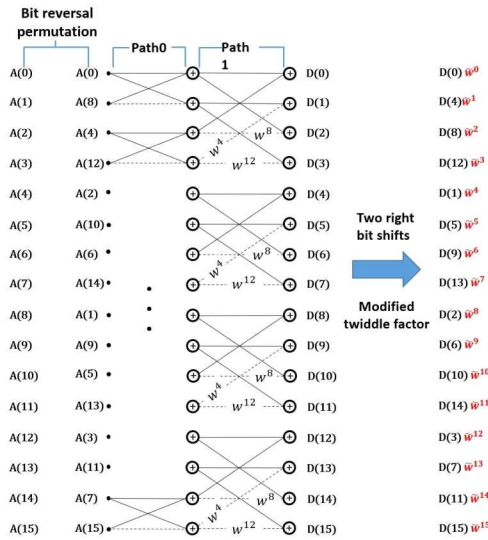 Bit reversal
permutation
Path0
Path
1
A(0) A(0) D(0) D(0) w̃⁰
A(1) A(8) D(1) D(4) w̃¹
A(2) A(4) w⁸ D(2) D(8) w̃²
w⁴
A(3) A(12) w¹² D(3) D(12) w̃³
A(4) A(2) D(4) D(1) w̃⁴
A(5) A(10) D(5) D(5) w̃⁵
Two right
bit shifts
A(6) A(6) w⁸ D(6) D(9) w̃⁶
w⁴
A(7) A(14) w¹² D(7) D(13) w̃⁷
Modified
twiddle factor
A(8) A(1) D(8) D(2) w̃⁸
A(9) A(9) D(9) D(6) w̃⁹
A(10) A(5) w⁸ D(10) D(10) w̃¹⁰
w⁴
A(11) A(13) w¹² D(11) D(14) w̃¹¹
A(12) A(3) D(12) D(3) w̃¹²
A(13) A(11) D(13) D(7) w̃¹³
A(14) A(7) w⁸ D(14) D(11) w̃¹⁴
w⁴
A(15) A(15) w¹² D(15) D(15) w̃¹⁵